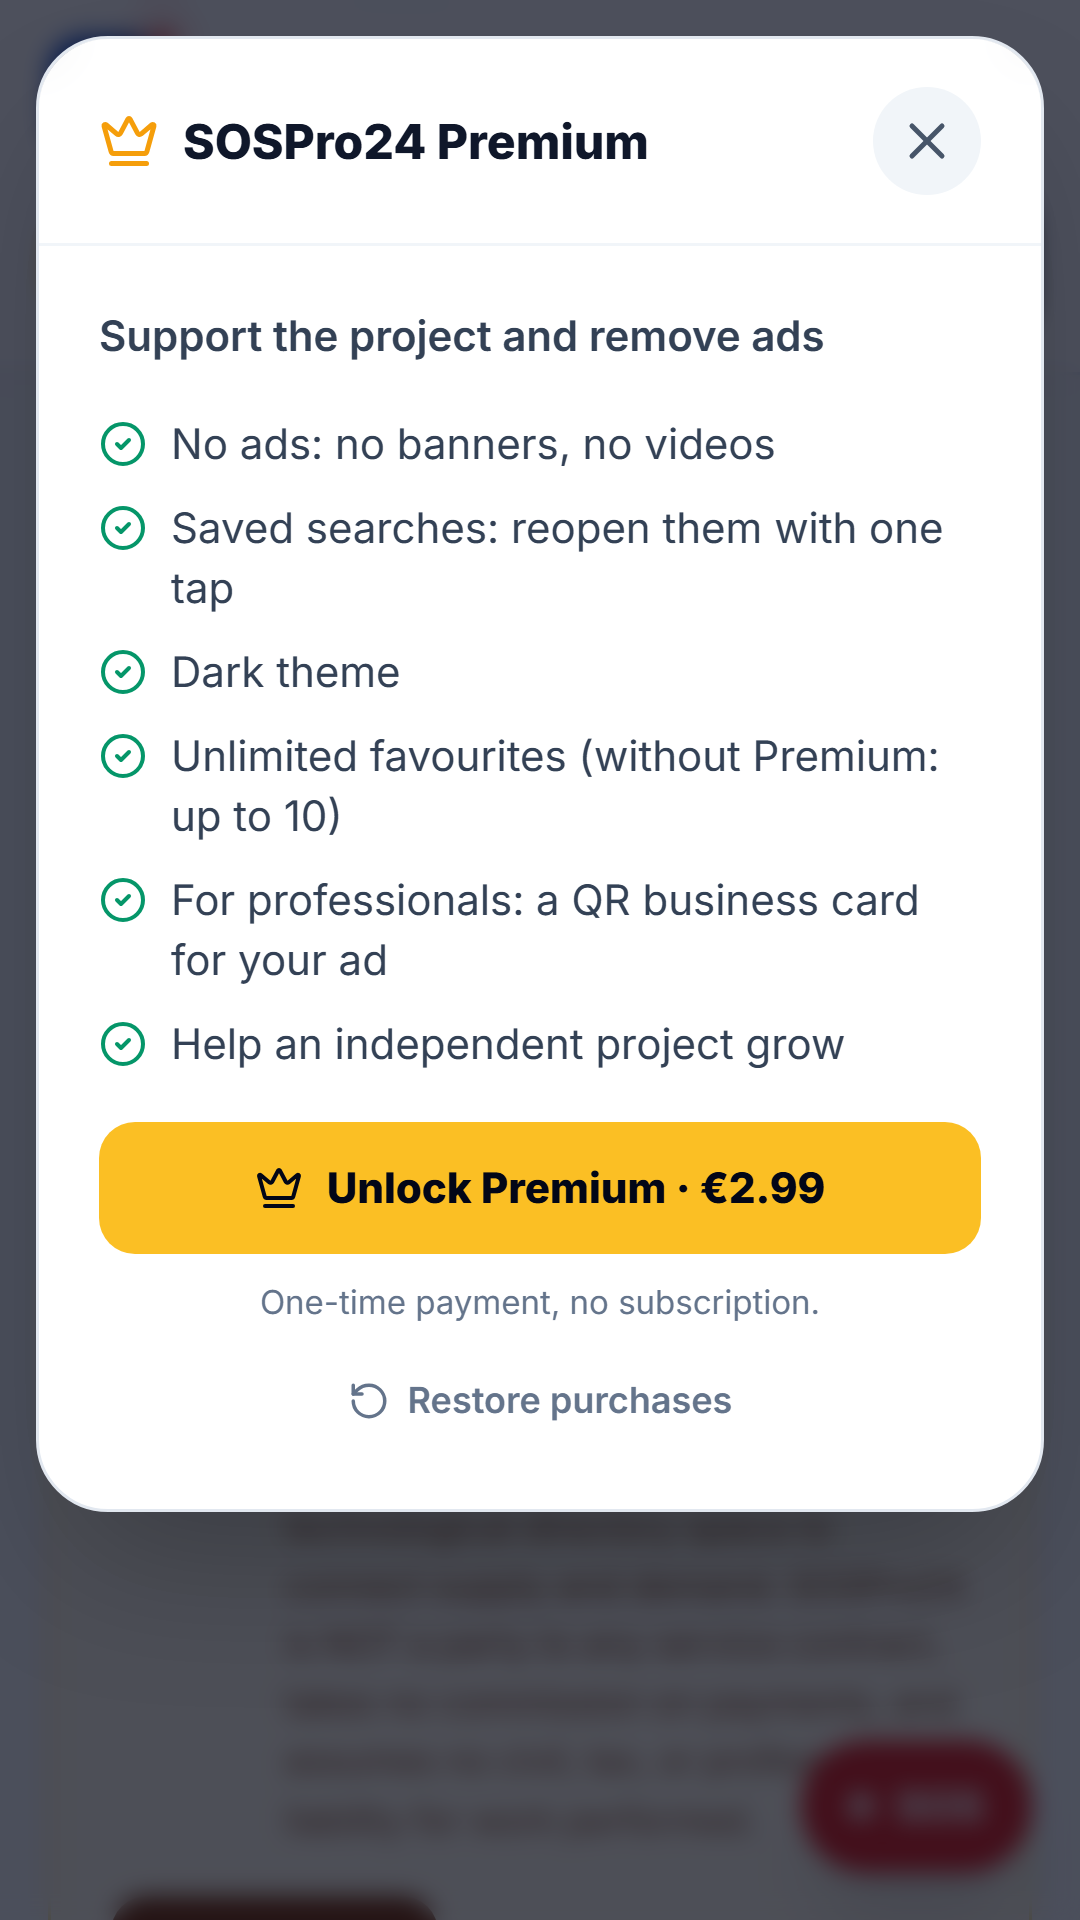 SOSPro24 Premium
Support the project and remove ads
No ads: no banners, no videos
Saved searches: reopen them with one
tap
Dark theme
Unlimited favourites (without Premium:
up to 10)
For professionals: a QR business card
for your ad
Help an independent project grow
Unlock Premium · €2.99
One-time payment, no subscription.
Restore purchases